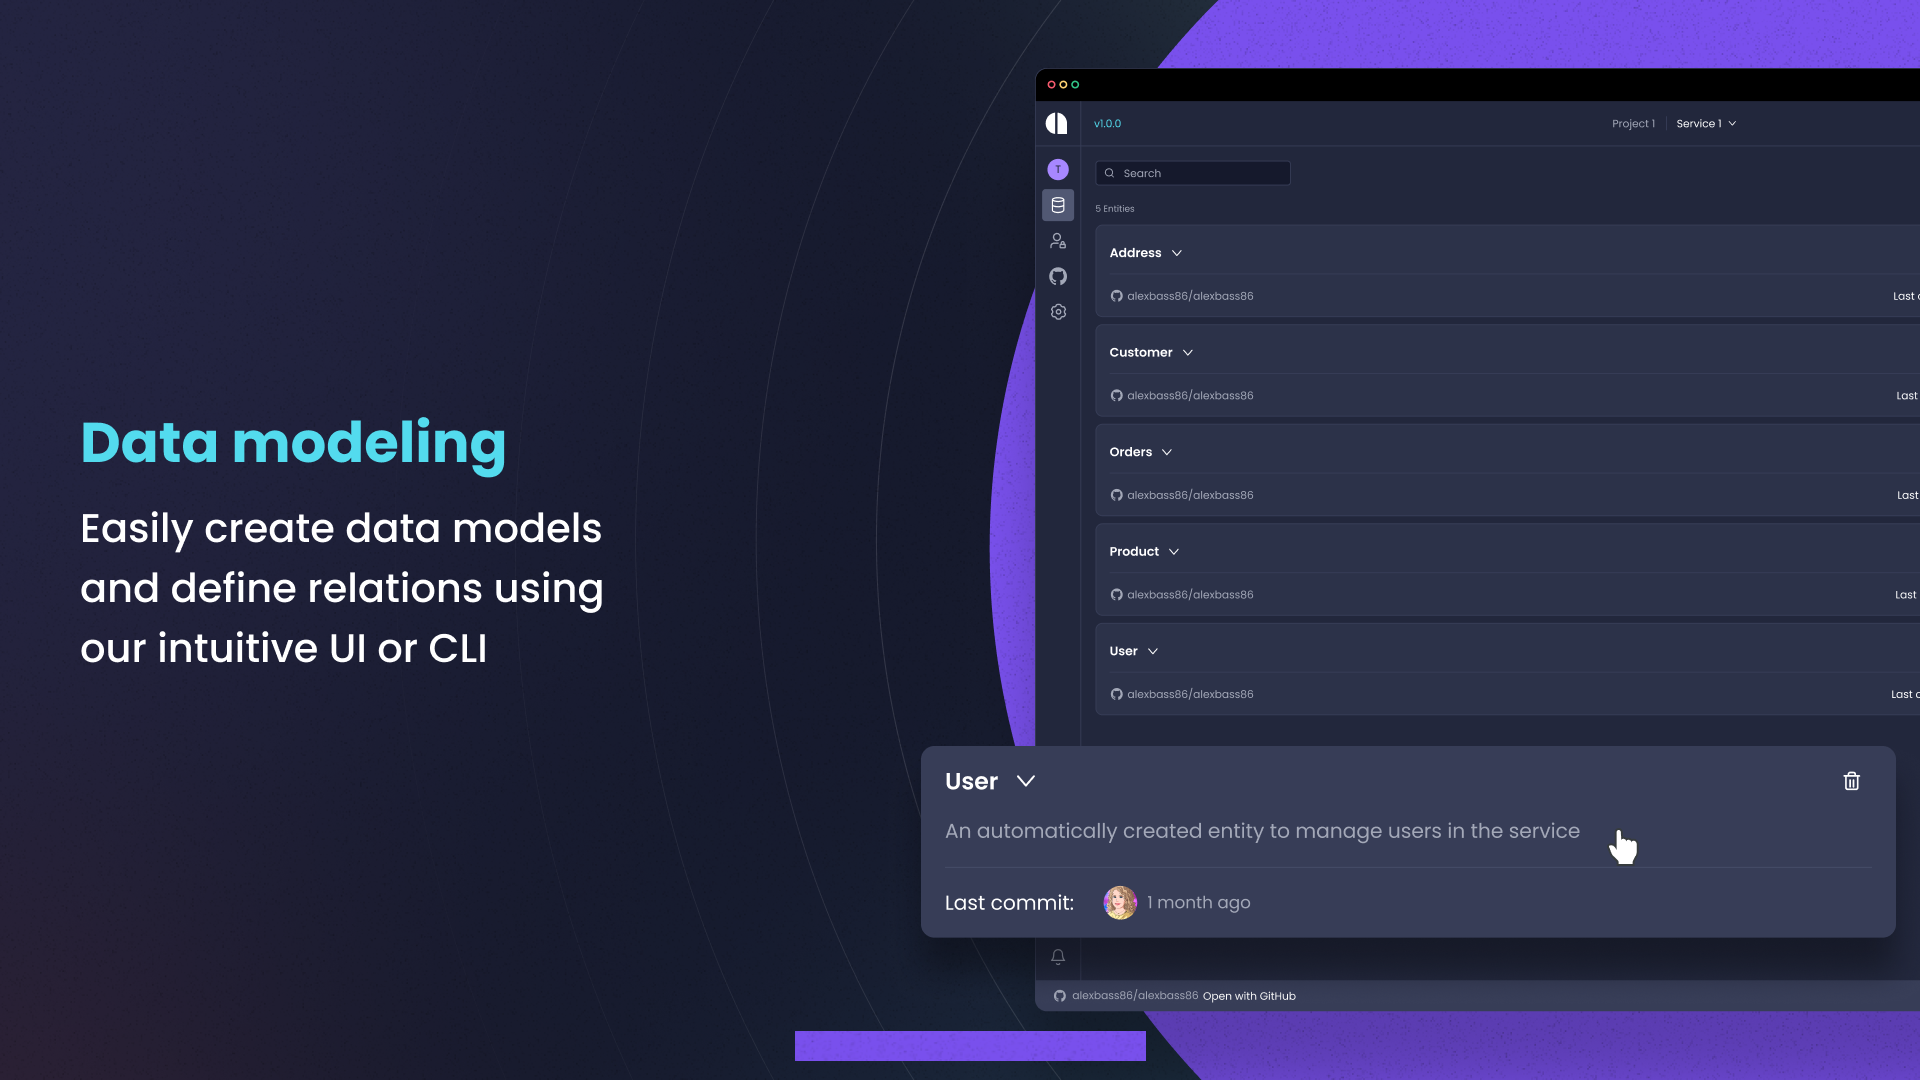 Data modeling
Easily create data models
and define relations using
our intuitive UI or CLI
v1.0.0
Project 1
Service 1
T
Search
5 Entities
Address
alexbass86/alexbass86
Last
Customer
alexbass86/alexbass86
Last
Orders
alexbass86/alexbass86
Last
Product
alexbass86/alexbass86
Last
User
alexbass86/alexbass86
Last
User
An automatically created entity to manage users in the service
Last commit: 1 month ago
alexbass86/alexbass86 Open with GitHub